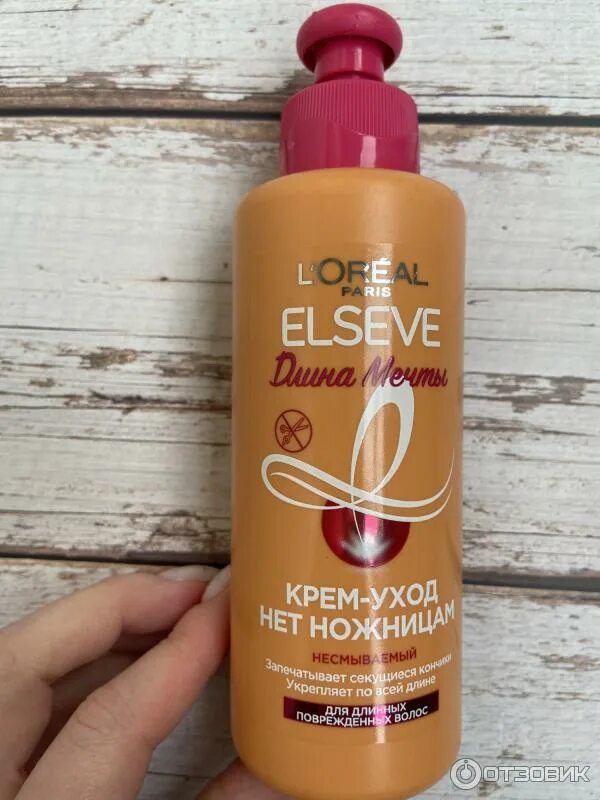 L'ORÉAL
PARIS
ELSEVE
Длина Мечты
КРЕМ-УХОД
НЕТ НОЖНИЦАМ
НЕСМЫВАЕМЫЙ
Запечатывает секущиеся кончики
Укрепляет по всей длине
ДЛЯ ДЛИННЫХ
ПОВРЕЖДЕННЫХ ВОЛОС
ОТЗОВИК